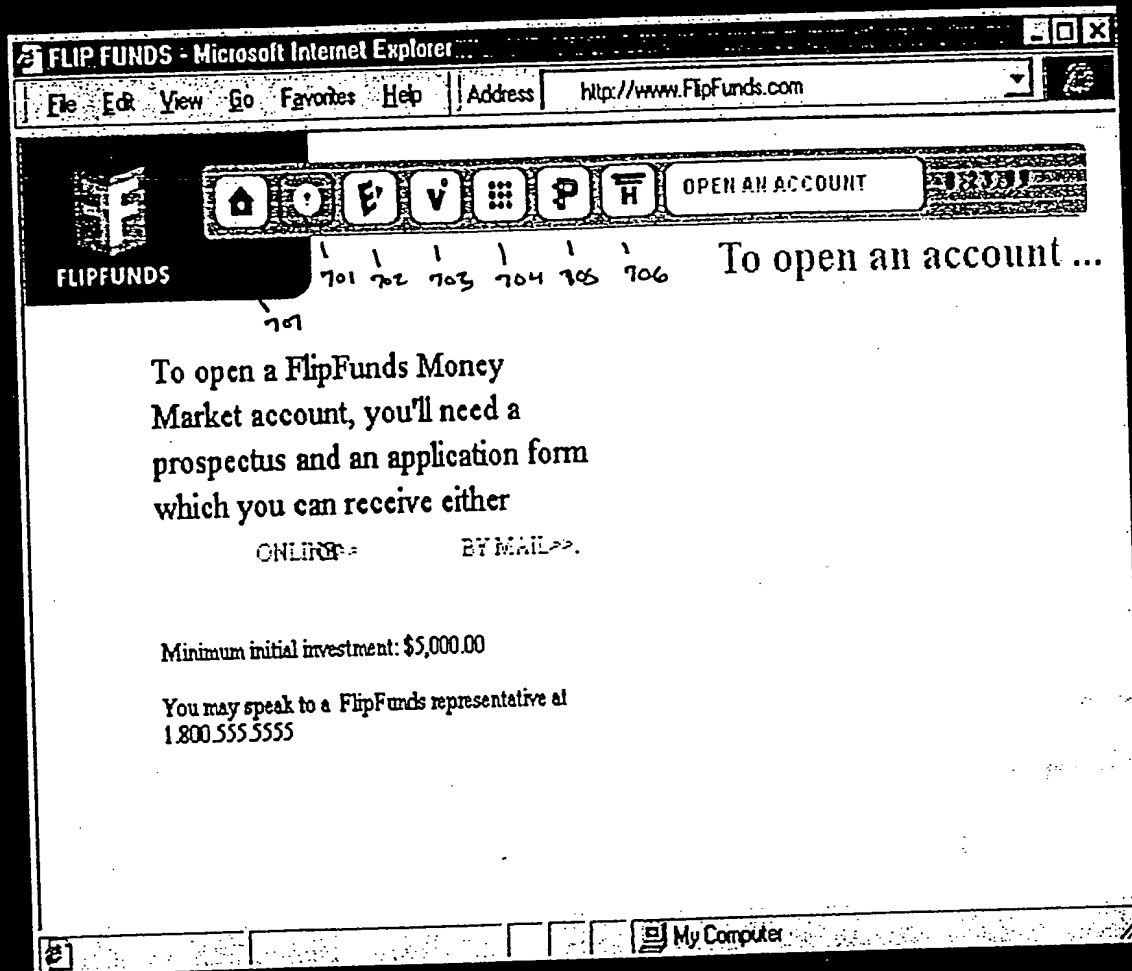 FLIP FUNDS - Microsoft Internet Explorer
File Edit View Go Favorites Help Address http://www.FlipFunds.com
E' V P H OPEN AN ACCOUNT
FLIPFUNDS
701 702 703 704 705 706
707
To open an account ...
To open a FlipFunds Money
Market account, you'll need a
prospectus and an application form
which you can receive either
BY MAIL>>.
Minimum initial investment: $5,000.00
You may speak to a FlipFunds representative at
1.800.555.5555
My Computer